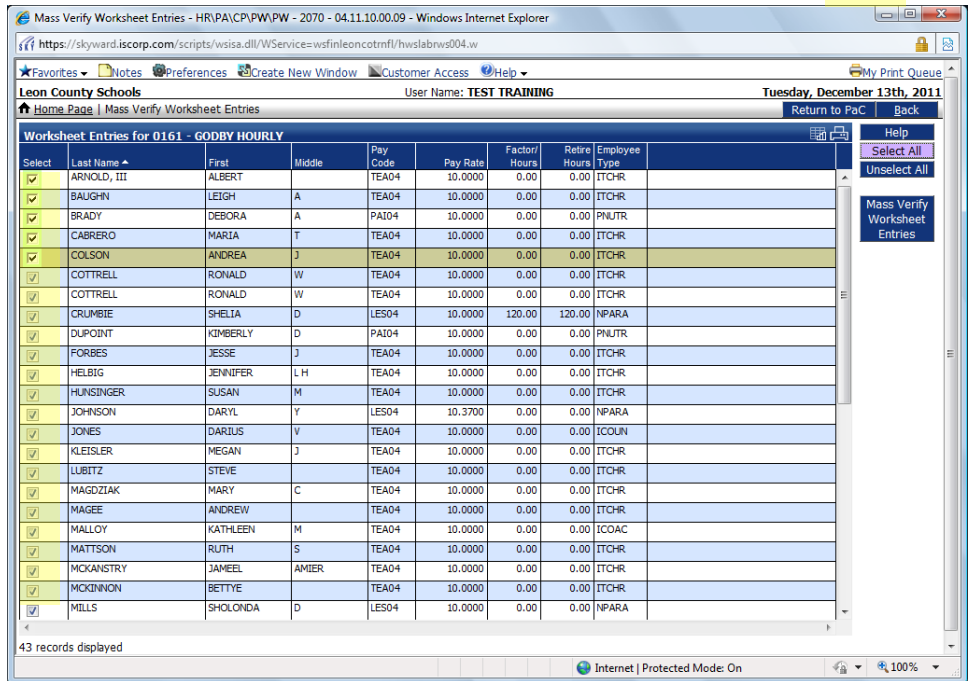 Mass Verify Worksheet Entries - HR\PA\CP\PW\PW - 2070 - 04.11.10.00.09 - Windows Internet Explorer
https://skyward.iscorp.com/scripts/wsisa.dll/WService=wsfinleoncotrnfl/hwslabrws004.w
Favorites Notes Preferences Create New Window Customer Access Help My Print Queue
Leon County Schools User Name: TEST TRAINING Tuesday, December 13th, 2011
Home Page | Mass Verify Worksheet Entries Return to PaC Back
Worksheet Entries for 0161 - GODBY HOURLY Help
Select All
Unselect All
Mass Verify
Worksheet
Entries
Select Last Name First Middle Pay Code Pay Rate Factor/ Hours Retire Hours Employee Type
ARNOLD, III ALBERT TEA04 10.0000 0.00 0.00 ITCHR
BAUGHN LEIGH A TEA04 10.0000 0.00 0.00 ITCHR
BRADY DEBORA A PAI04 10.0000 0.00 0.00 PNUTR
CABRERO MARIA T TEA04 10.0000 0.00 0.00 ITCHR
COLSON ANDREA J TEA04 10.0000 0.00 0.00 ITCHR
COTTRELL RONALD W TEA04 10.0000 0.00 0.00 ITCHR
COTTRELL RONALD W TEA04 10.0000 0.00 0.00 ITCHR
CRUMBIE SHELIA D LES04 10.0000 120.00 120.00 NPARA
DUPOINT KIMBERLY D PAI04 10.0000 0.00 0.00 PNUTR
FORBES JESSE J TEA04 10.0000 0.00 0.00 ITCHR
HELBIG JENNIFER L H TEA04 10.0000 0.00 0.00 ITCHR
HUNSINGER SUSAN M TEA04 10.0000 0.00 0.00 ITCHR
JOHNSON DARYL Y LES04 10.3700 0.00 0.00 NPARA
JONES DARIUS V TEA04 10.0000 0.00 0.00 ICOUN
KLEISLER MEGAN J TEA04 10.0000 0.00 0.00 ITCHR
LUBITZ STEVE TEA04 10.0000 0.00 0.00 ITCHR
MAGDZIAK MARY C TEA04 10.0000 0.00 0.00 ITCHR
MAGEE ANDREW TEA04 10.0000 0.00 0.00 ITCHR
MALLOY KATHLEEN M TEA04 10.0000 0.00 0.00 ICOAC
MATTSON RUTH S TEA04 10.0000 0.00 0.00 ITCHR
MCKANSTRY JAMEEL AMIER TEA04 10.0000 0.00 0.00 ITCHR
MCKINNON BETTYE TEA04 10.0000 0.00 0.00 ITCHR
MILLS SHOLONDA D LES04 10.0000 0.00 0.00 NPARA
43 records displayed
Internet | Protected Mode: On 100%